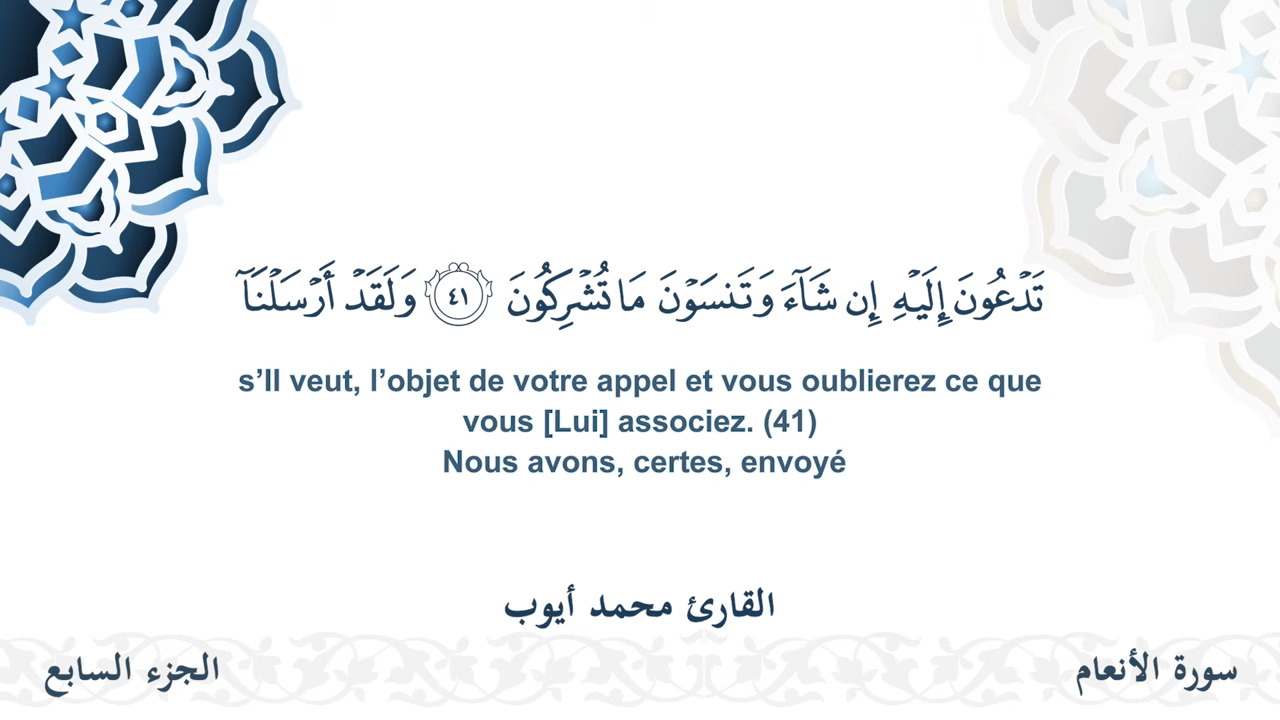 تَدۡعُونَ إِلَيۡهِ إِن شَآءَ وَتَنسَوۡنَ مَا تُشۡرِكُونَ ٤١ وَلَقَدۡ أَرۡسَلۡنَآ
s’Il veut, l’objet de votre appel et vous oublierez ce que
vous [Lui] associez. (41)
Nous avons, certes, envoyé
القارئ محمد أيوب
سورة الأنعام
الجزء السابع